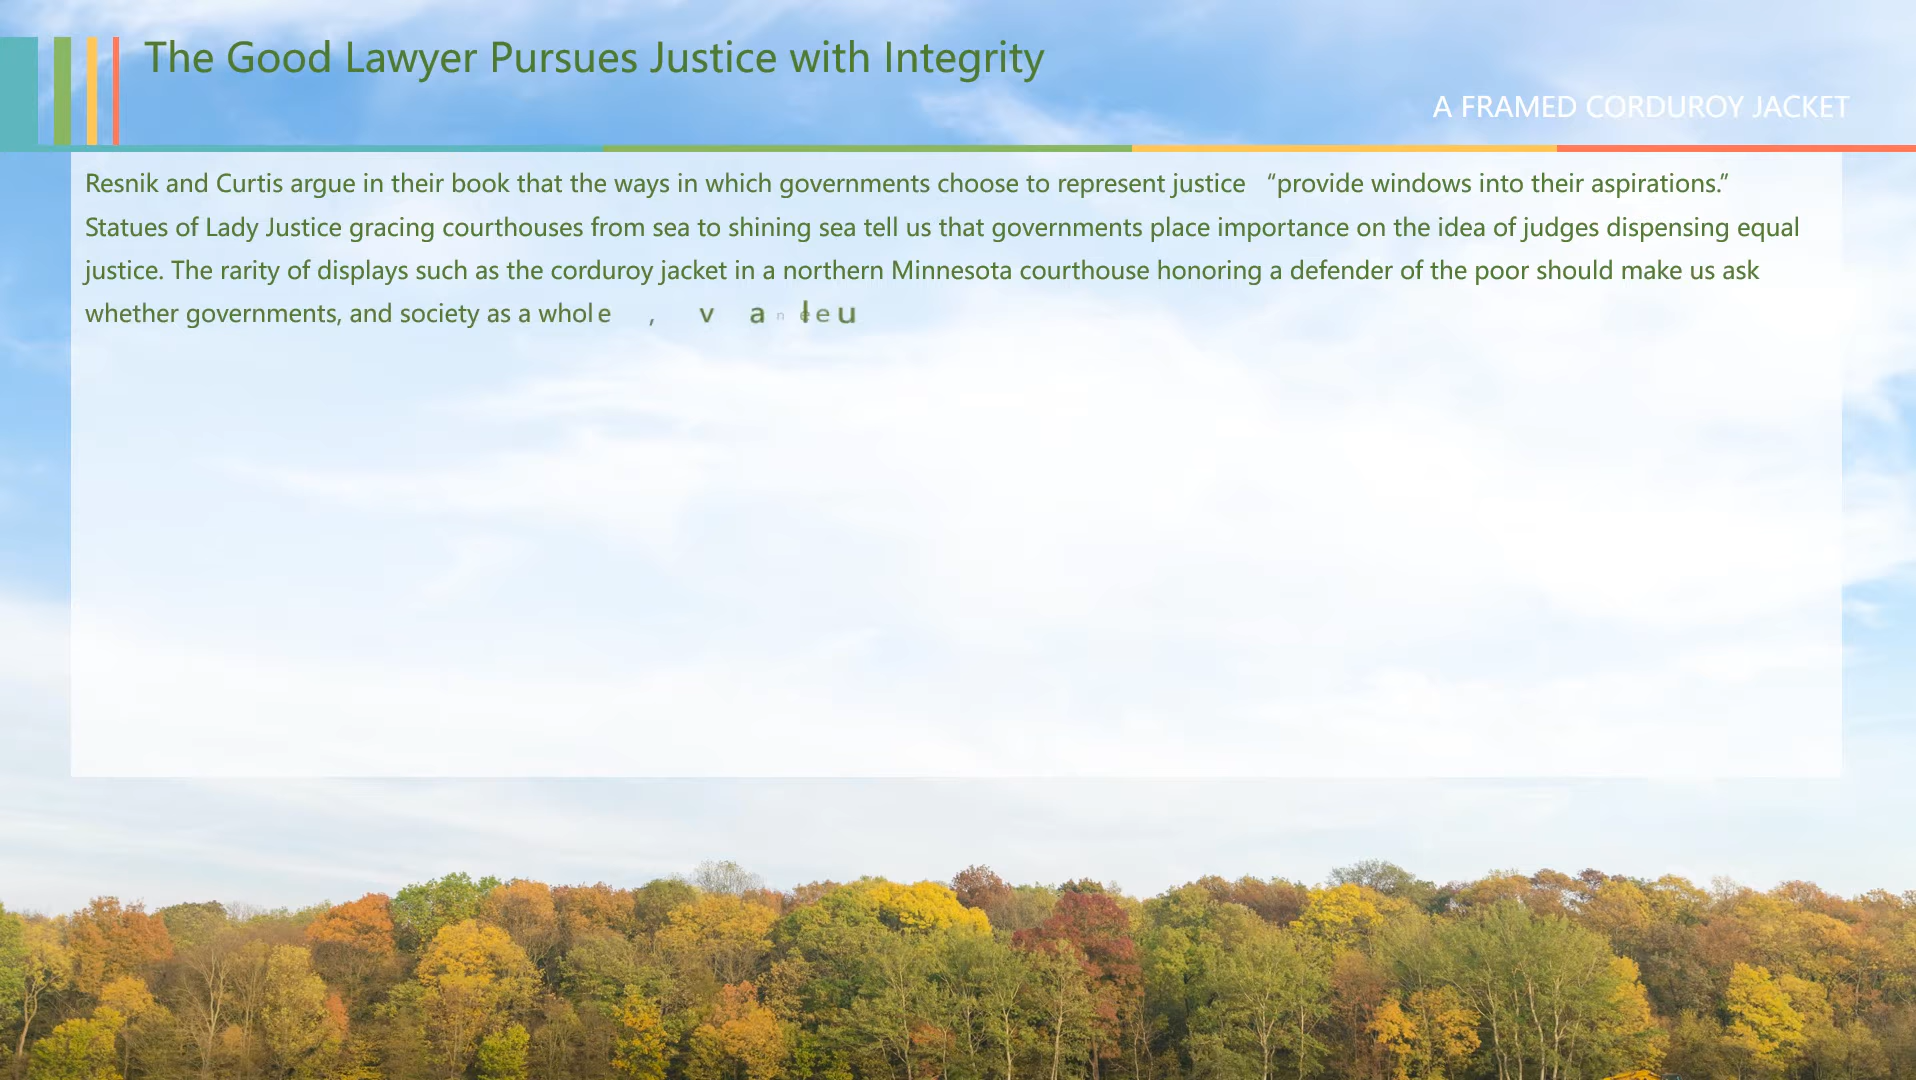 The Good Lawyer Pursues Justice with Integrity
A FRAMED CORDUROY JACKET
Resnik and Curtis argue in their book that the ways in which governments choose to represent justice “provide windows into their aspirations.”
Statues of Lady Justice gracing courthouses from sea to shining sea tell us that governments place importance on the idea of judges dispensing equal
justice. The rarity of displays such as the corduroy jacket in a northern Minnesota courthouse honoring a defender of the poor should make us ask
whether governments, and society as a whole,